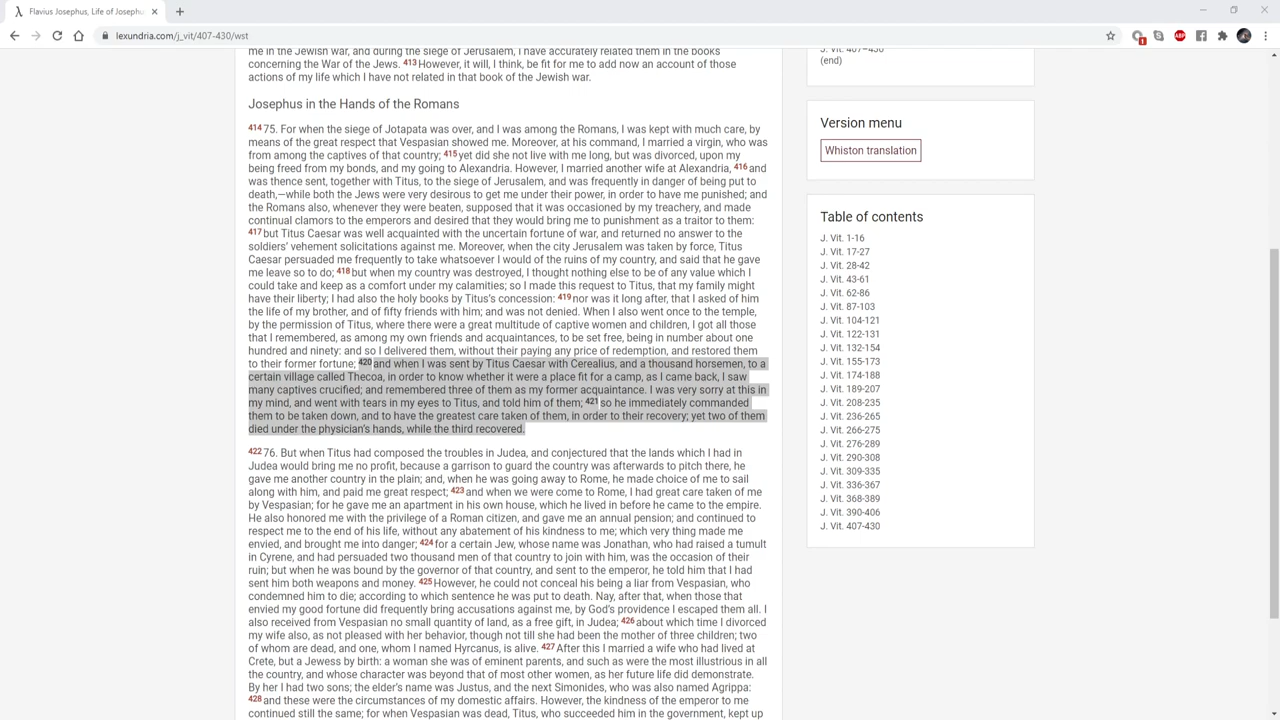 Flavius Josephus, Life of Josephu
lexundria.com/j_vit/407-430/wst
me in the Jewish war, and during the siege of Jerusalem, I have accurately related them in the books
concerning the War of the Jews. 413 However, it will, I think, be fit for me to add now an account of those
actions of my life which I have not related in that book of the Jewish war.
Josephus in the Hands of the Romans
414 75. For when the siege of Jotapata was over, and I was among the Romans, I was kept with much care, by
means of the great respect that Vespasian showed me. Moreover, at his command, I married a virgin, who was
from among the captives of that country; 415 yet did she not live with me long, but was divorced, upon my
being freed from my bonds, and my going to Alexandria. However, I married another wife at Alexandria, 416 and
was thence sent, together with Titus, to the siege of Jerusalem, and was frequently in danger of being put to
death,—while both the Jews were very desirous to get me under their power, in order to have me punished; and
the Romans also, whenever they were beaten, supposed that it was occasioned by my treachery, and made
continual clamors to the emperors and desired that they would bring me to punishment as a traitor to them:
417 but Titus Caesar was well acquainted with the uncertain fortune of war, and returned no answer to the
soldiers' vehement solicitations against me. Moreover, when the city Jerusalem was taken by force, Titus
Caesar persuaded me frequently to take whatsoever I would of the ruins of my country, and said that he gave
me leave so to do; 418 but when my country was destroyed, I thought nothing else to be of any value which I
could take and keep as a comfort under my calamities; so I made this request to Titus, that my family might
have their liberty; I had also the holy books by Titus's concession: 419 nor was it long after, that I asked of him
the life of my brother, and of fifty friends with him; and was not denied. When I also went once to the temple,
by the permission of Titus, where there were a great multitude of captive women and children, I got all those
that I remembered, as among my own friends and acquaintances, to be set free, being in number about one
hundred and ninety: and so I delivered them, without their paying any price of redemption, and restored them
to their former fortune; 420 and when I was sent by Titus Caesar with Cerealius, and a thousand horsemen, to a
certain village called Thecoa, in order to know whether it were a place fit for a camp, as I came back, I saw
many captives crucified; and remembered three of them as my former acquaintance. I was very sorry at this in
my mind, and went with tears in my eyes to Titus, and told him of them; 421 so he immediately commanded
them to be taken down, and to have the greatest care taken of them, in order to their recovery; yet two of them
died under the physician's hands, while the third recovered.
422 76. But when Titus had composed the troubles in Judea, and conjectured that the lands which I had in
Judea would bring me no profit, because a garrison to guard the country was afterwards to pitch there, he
gave me another country in the plain; and, when he was going away to Rome, he made choice of me to sail
along with him, and paid me great respect; 423 and when we were come to Rome, I had great care taken of me
by Vespasian; for he gave me an apartment in his own house, which he lived in before he came to the empire.
He also honored me with the privilege of a Roman citizen, and gave me an annual pension; and continued to
respect me to the end of his life, without any abatement of his kindness to me; which very thing made me
envied, and brought me into danger; 424 for a certain Jew, whose name was Jonathan, who had raised a tumult
in Cyrene, and had persuaded two thousand men of that country to join with him, was the occasion of their
ruin; but when he was bound by the governor of that country, and sent to the emperor, he told him that I had
sent him both weapons and money. 425 However, he could not conceal his being a liar from Vespasian, who
condemned him to die; according to which sentence he was put to death. Nay, after that, when those that
envied my good fortune did frequently bring accusations against me, by God's providence I escaped them all. I
also received from Vespasian no small quantity of land, as a free gift, in Judea; 426 about which time I divorced
my wife also, as not pleased with her behavior, though not till she had been the mother of three children; two
of whom are dead, and one, whom I named Hyrcanus, is alive. 427 After this I married a wife who had lived at
Crete, but a Jewess by birth: a woman she was of eminent parents, and such as were the most illustrious in all
the country, and whose character was beyond that of most other women, as her future life did demonstrate.
By her I had two sons; the elder's name was Justus, and the next Simonides, who was also named Agrippa:
428 and these were the circumstances of my domestic affairs. However, the kindness of the emperor to me
continued still the same; for when Vespasian was dead, Titus, who succeeded him in the government, kept up
J. Vit. 407–430
(end)
Version menu
Whiston translation
Table of contents
J. Vit. 1-16
J. Vit. 17-27
J. Vit. 28-42
J. Vit. 43-61
J. Vit. 62-86
J. Vit. 87-103
J. Vit. 104-121
J. Vit. 122-131
J. Vit. 132-154
J. Vit. 155-173
J. Vit. 174-188
J. Vit. 189-207
J. Vit. 208-235
J. Vit. 236-265
J. Vit. 266-275
J. Vit. 276-289
J. Vit. 290-308
J. Vit. 309-335
J. Vit. 336-367
J. Vit. 368-389
J. Vit. 390-406
J. Vit. 407-430